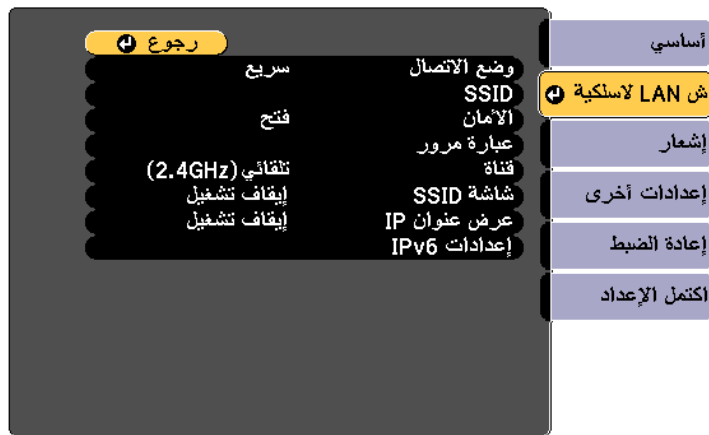 أساسي
ش LAN لاسلكية
إشعار
إعدادات أخرى
إعادة الضبط
اكتمل الإعداد
رجوع
وضع الاتصال سريع
SSID
الأمان فتح
عبارة مرور
قناة تلقائي(2.4GHz)
شاشة SSID إيقاف تشغيل
عرض عنوان IP إيقاف تشغيل
إعدادات IPv6